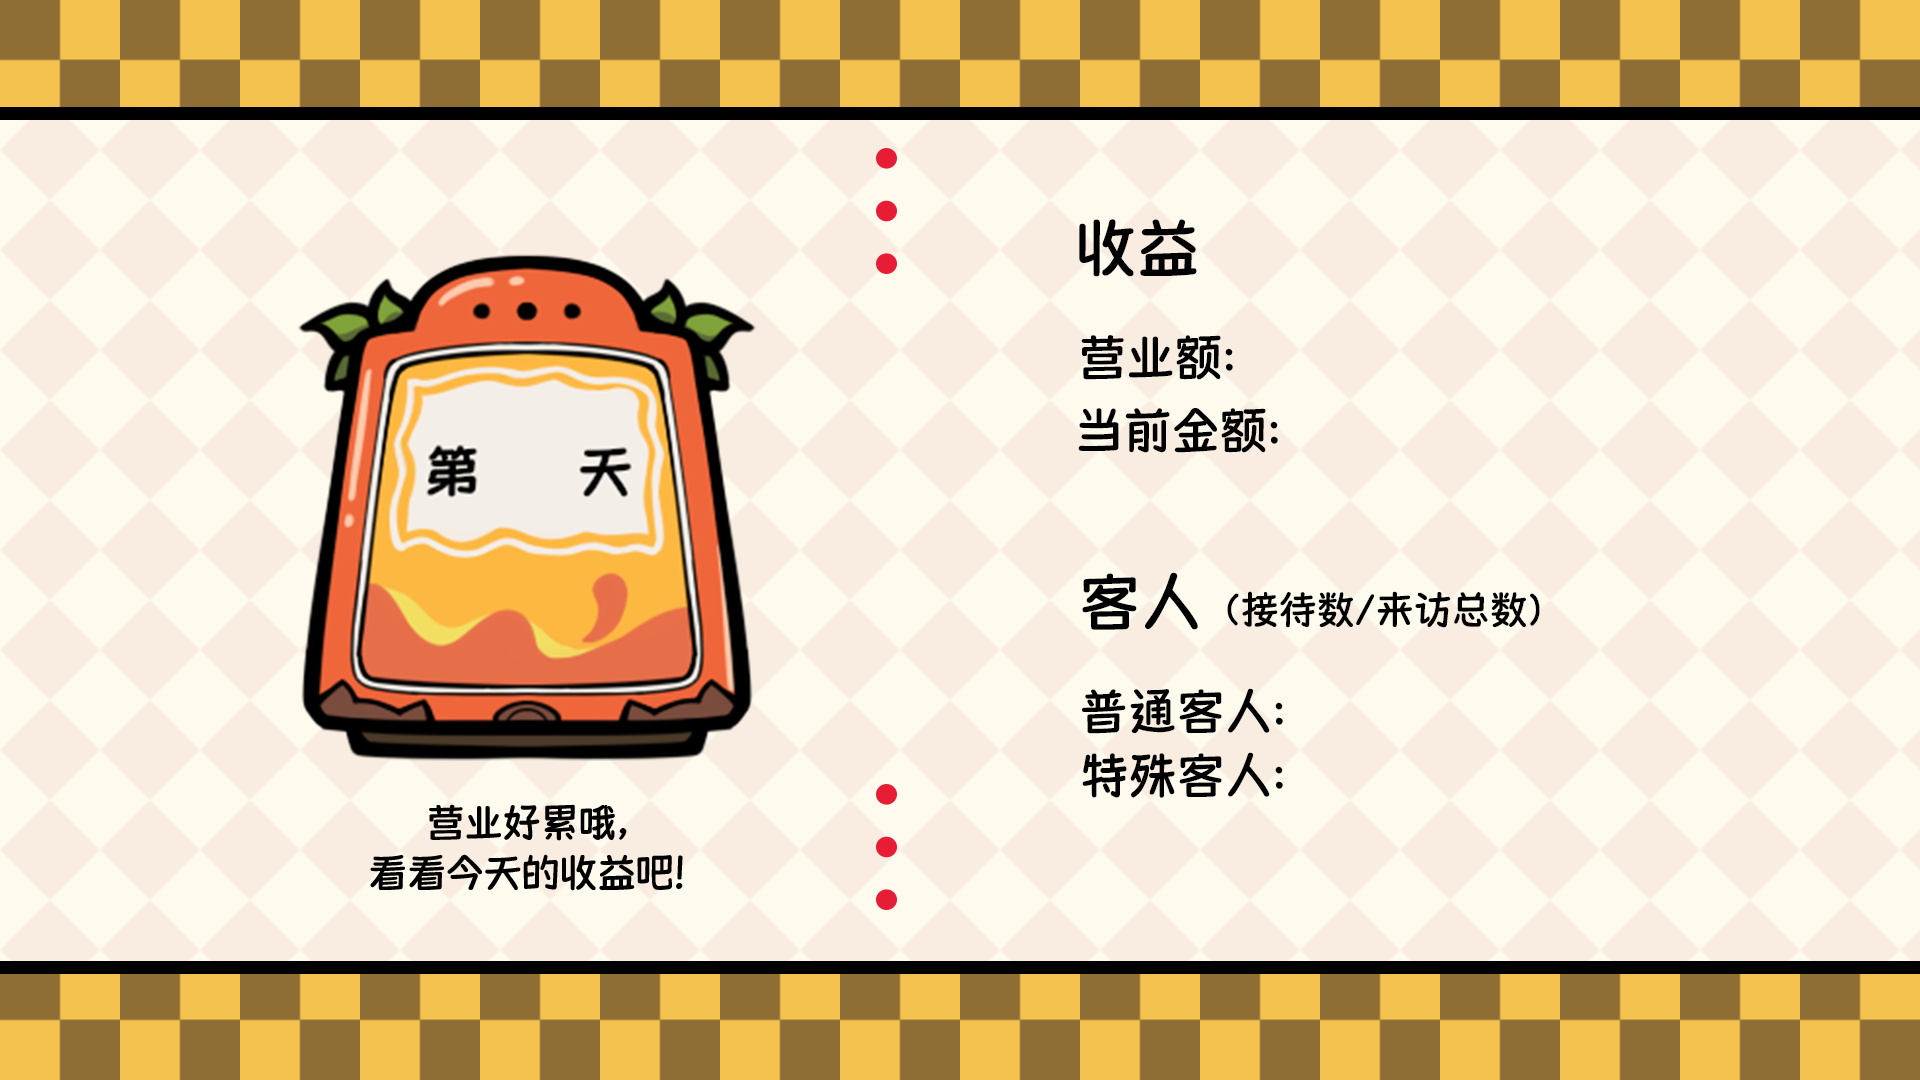 第 天
营业好累哦,
看看今天的收益吧!
收益
营业额:
当前金额:
客人（接待数/来访总数）
普通客人:
特殊客人: